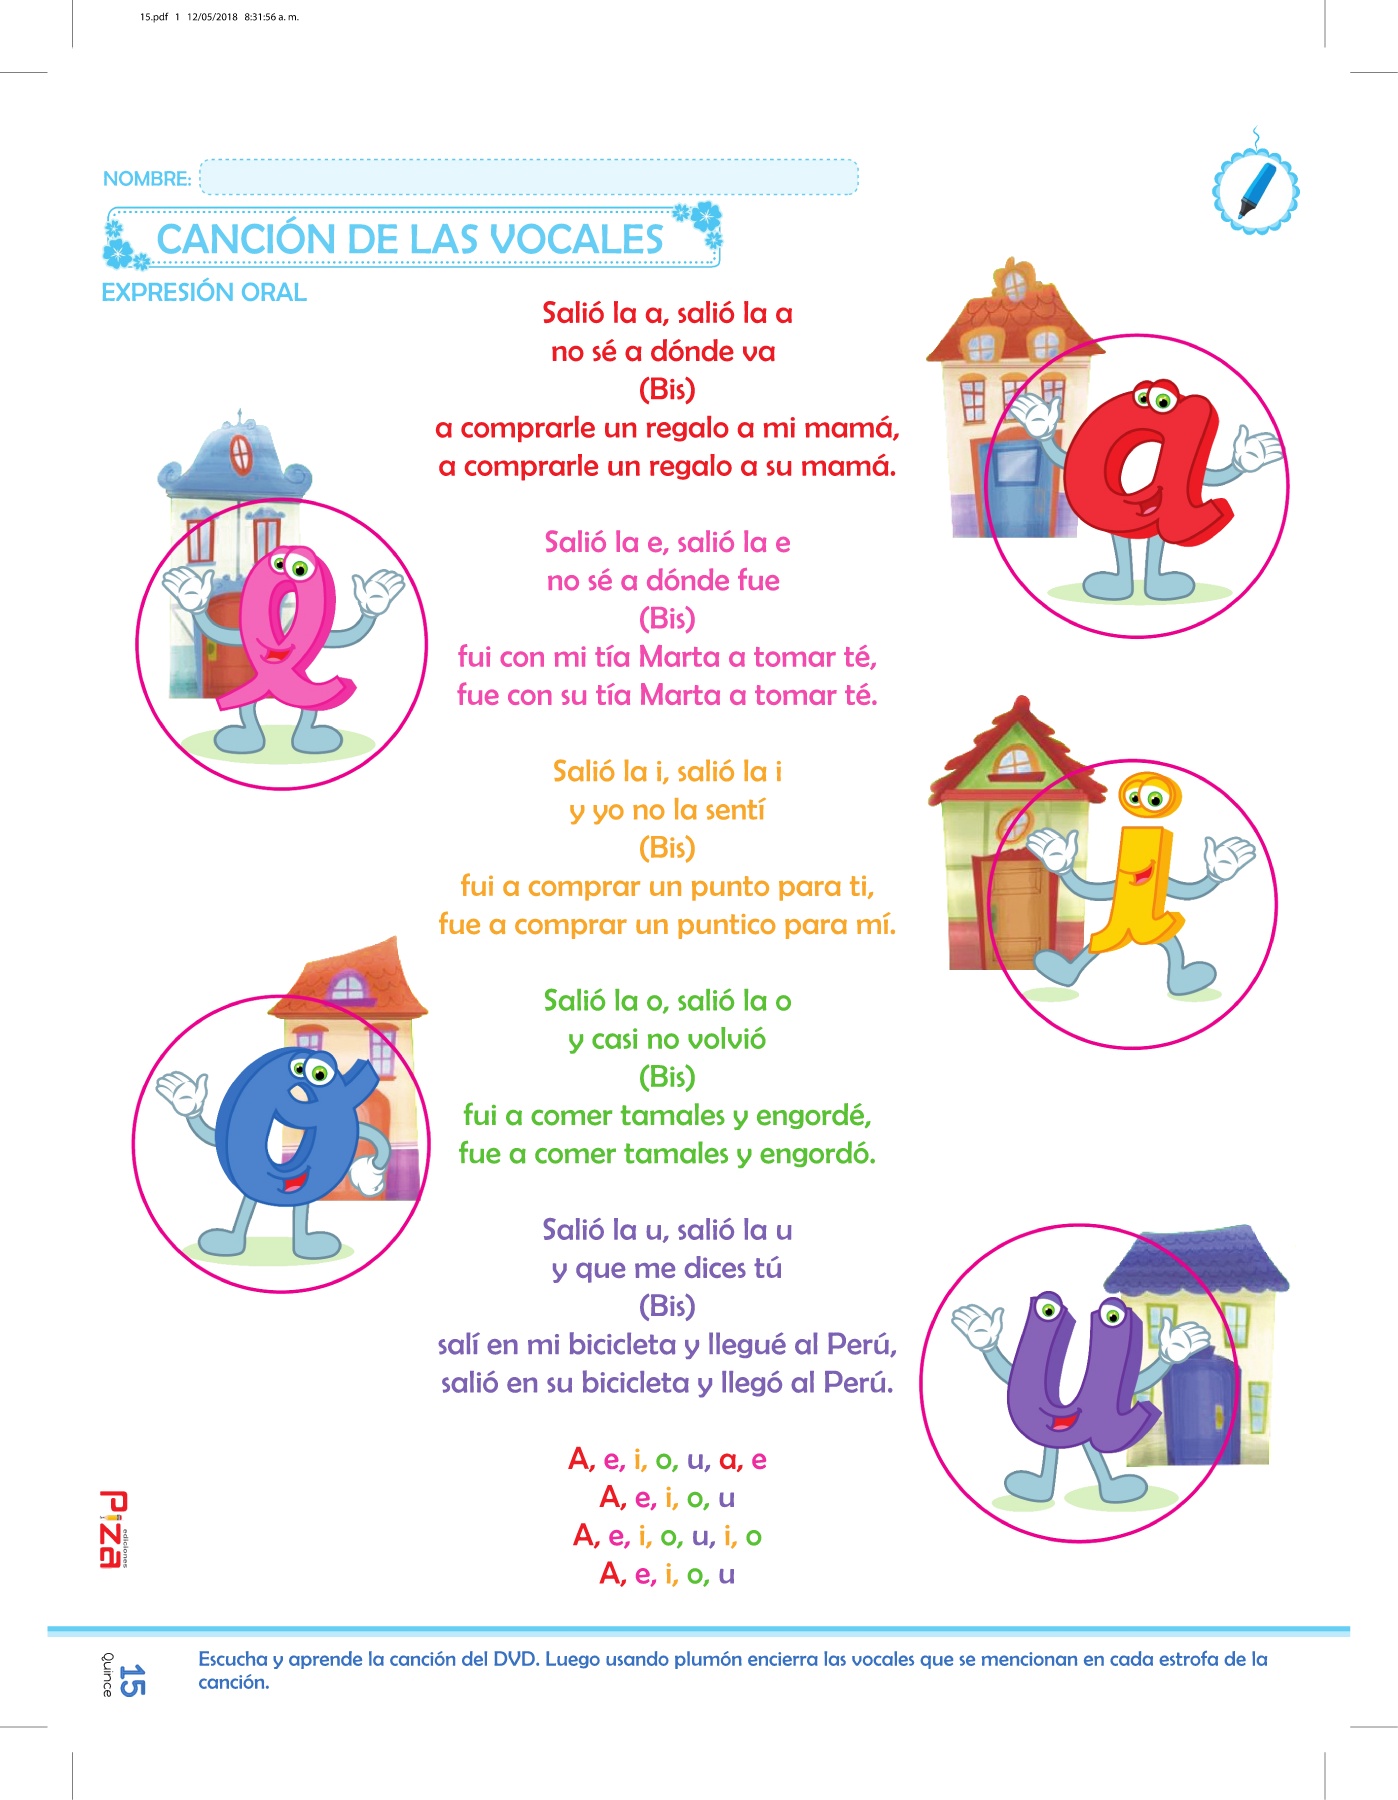 15.pdf 1 12/05/2018 8:31:56 a. m.
NOMBRE:
CANCIÓN DE LAS VOCALES
EXPRESIÓN ORAL
Salió la a, salió la a
no sé a dónde va
(Bis)
a comprarle un regalo a mi mamá,
a comprarle un regalo a su mamá.
Salió la e, salió la e
no sé a dónde fue
(Bis)
fui con mi tía Marta a tomar té,
fue con su tía Marta a tomar té.
Salió la i, salió la i
y yo no la sentí
(Bis)
fui a comprar un punto para ti,
fue a comprar un puntico para mí.
Salió la o, salió la o
y casi no volvió
(Bis)
fui a comer tamales y engordé,
fue a comer tamales y engordó.
Salió la u, salió la u
y que me dices tú
(Bis)
salí en mi bicicleta y llegué al Perú,
salió en su bicicleta y llegó al Perú.
A, e, i, o, u, a, e
A, e, i, o, u
A, e, i, o, u, i, o
A, e, i, o, u
a
e
i
o
u
Piza
ediciones
15
Quince
Escucha y aprende la canción del DVD. Luego usando plumón encierra las vocales que se mencionan en cada estrofa de la
canción.